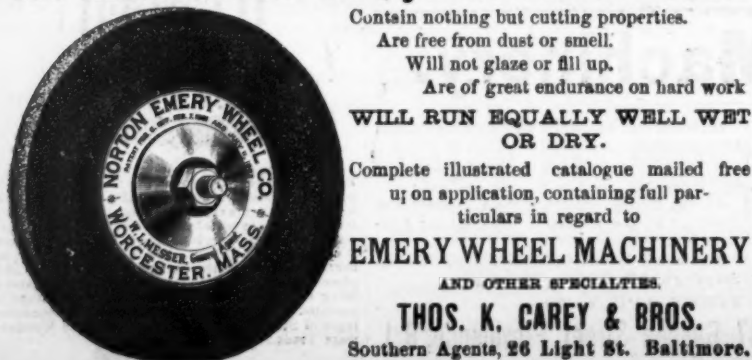 Contain nothing but cutting properties.
Are free from dust or smell.
Will not glaze or fill up.
Are of great endurance on hard work
WILL RUN EQUALLY WELL WET
OR DRY.
Complete illustrated catalogue mailed free
upon application, containing full par-
ticulars in regard to
EMERY WHEEL MACHINERY
AND OTHER SPECIALTIES.
THOS. K. CAREY & BROS.
Southern Agents, 26 Light St. Baltimore.
NORTON EMERY WHEEL CO.
W. L. MESSER,
WORCESTER, MASS.